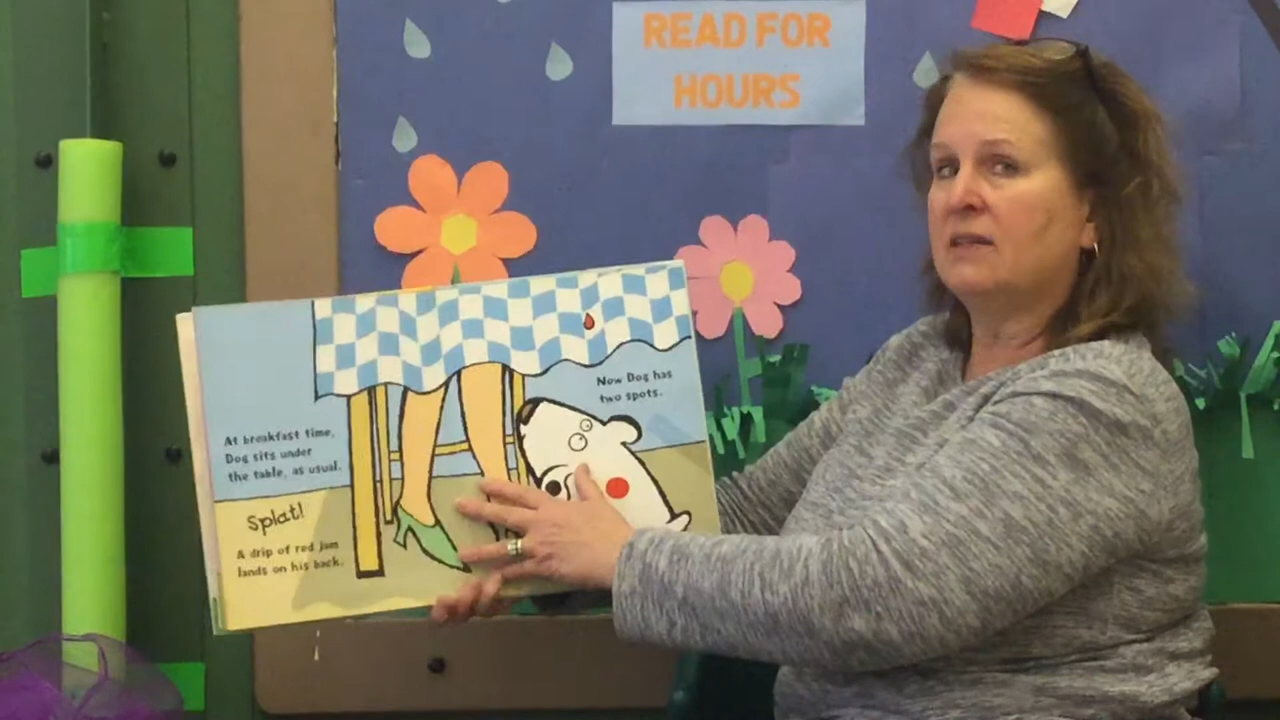 READ FOR
HOURS
At breakfast time,
Dog sits under
the table, as usual.
Splat!
A drip of red jam
lands on his back.
Now Dog has
two spots.